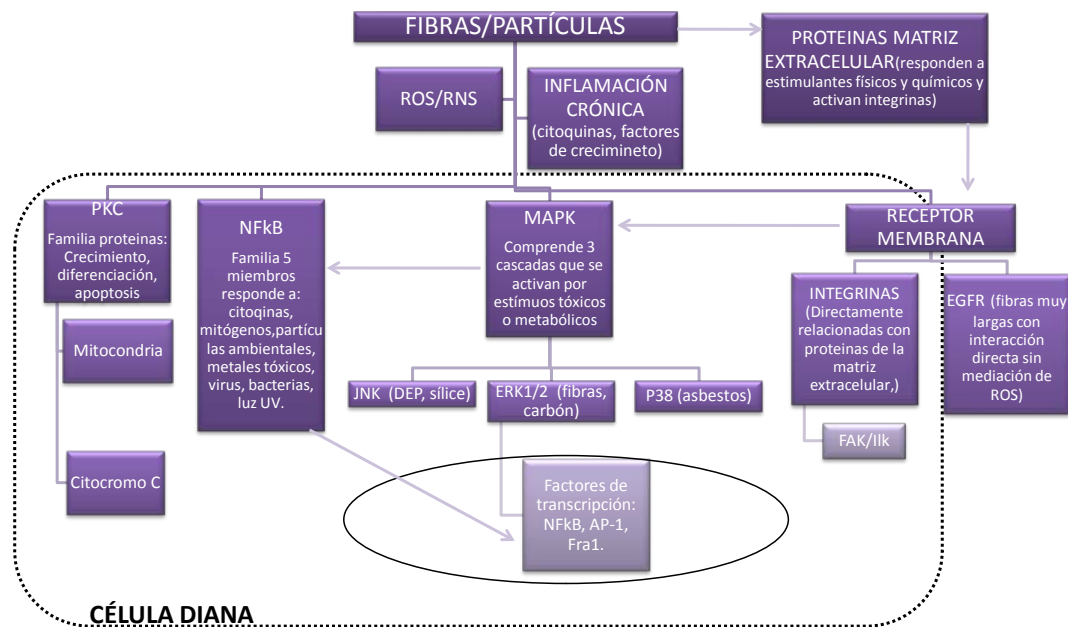 FIBRAS/PARTÍCULAS
PROTEINAS MATRIZ
EXTRACELULAR(responden a
estimulantes físicos y químicos y
activan integrinas)
ROS/RNS
INFLAMACIÓN
CRÓNICA
(citoquinas, factores
de crecimineto)
PKC
Familia proteinas:
Crecimiento,
diferenciación,
apoptosis
NFkB
Familia 5
miembros
responde a:
citoqinas,
mitógenos,partícu
las ambientales,
metales tóxicos,
virus, bacterias,
luz UV.
MAPK
Comprende 3
cascadas que se
activan por
estímuos tóxicos
o metabólicos
RECEPTOR
MEMBRANA
INTEGRINAS
(Directamente
relacionadas con
proteinas de la
matriz
extracelular,)
EGFR (fibras muy
largas con
interacción
directa sin
mediación de
ROS)
Mitocondria
JNK (DEP, sílice)
ERK1/2 (fibras,
carbón)
P38 (asbestos)
FAK/Ilk
Citocromo C
Factores de
transcripción:
NFkB, AP-1,
Fra1.
CÉLULA DIANA